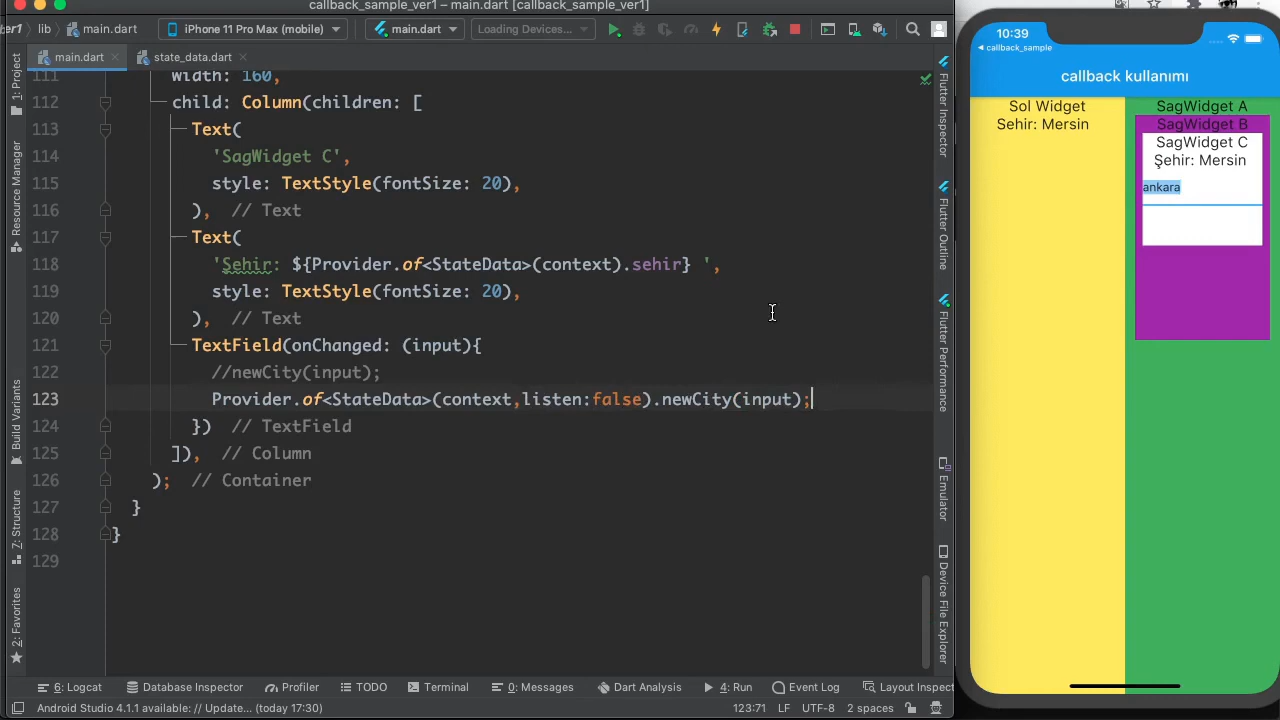 callback_sample_ver1 – main.dart [callback_sample_ver1]
er1 lib main.dart iPhone 11 Pro Max (mobile) main.dart Loading Devices...
main.dart state_data.dart
1: Project
Resource Manager
Build Variants
Z: Structure
2: Favorites
111 width: 160,
112 child: Column(children: [
113 Text(
114 'SagWidget C',
115 style: TextStyle(fontSize: 20),
116 ), // Text
117 Text(
118 'Sehir: ${Provider.of<StateData>(context).sehir} ',
119 style: TextStyle(fontSize: 20),
120 ), // Text
121 TextField(onChanged: (input){
122 //newCity(input);
123 Provider.of<StateData>(context,listen:false).newCity(input);
124 }) // TextField
125 ]), // Column
126 ); // Container
127 }
128 }
129
Flutter Inspector
Flutter Outline
Flutter Performance
Emulator
Device File Explorer
6: Logcat Database Inspector Profiler TODO Terminal 0: Messages Dart Analysis 4: Run Event Log Layout Inspect
Android Studio 4.1.1 available: // Update... (today 17:30) 123:71 LF UTF-8 2 spaces
10:39
callback_sample
callback kullanımı
Sol Widget
Sehir: Mersin
SagWidget A
SagWidget B
SagWidget C
Şehir: Mersin
ankara